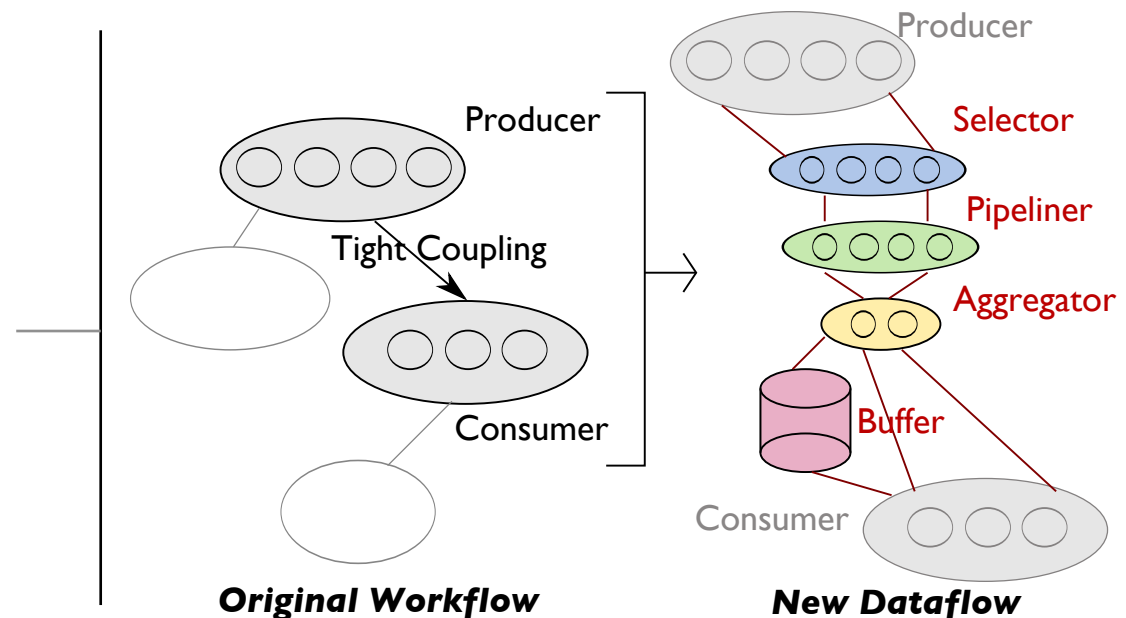 Producer
Tight Coupling
Consumer
Original Workflow
Producer
Selector
Pipeliner
Aggregator
Buffer
Consumer
New Dataflow